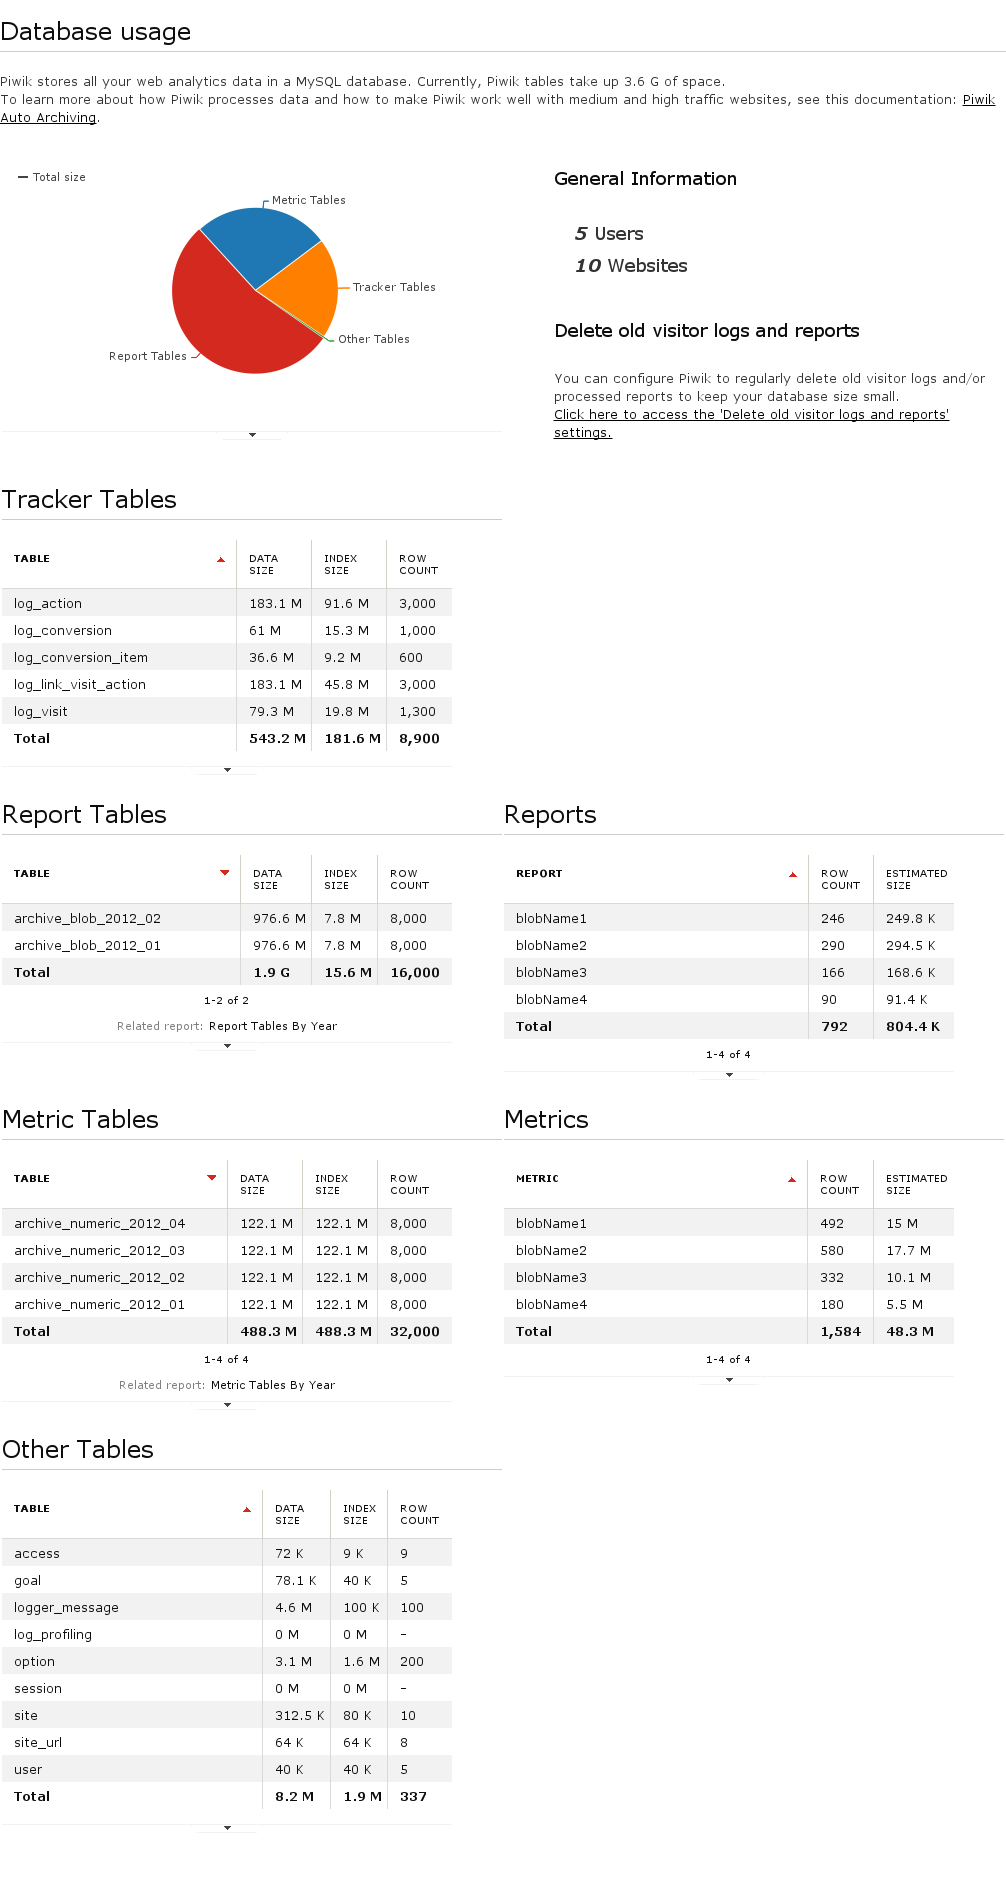 Database usage
Piwik stores all your web analytics data in a MySQL database. Currently, Piwik tables take up 3.6 G of space.
To learn more about how Piwik processes data and how to make Piwik work well with medium and high traffic websites, see this documentation: Piwik
Auto Archiving.
Total size
Metric Tables
Tracker Tables
Other Tables
Report Tables
General Information
5 Users
10 Websites
Delete old visitor logs and reports
You can configure Piwik to regularly delete old visitor logs and/or
processed reports to keep your database size small.
Click here to access the 'Delete old visitor logs and reports'
settings.
Tracker Tables
TABLE DATA SIZE INDEX SIZE ROW COUNT
log_action 183.1 M 91.6 M 3,000
log_conversion 61 M 15.3 M 1,000
log_conversion_item 36.6 M 9.2 M 600
log_link_visit_action 183.1 M 45.8 M 3,000
log_visit 79.3 M 19.8 M 1,300
Total 543.2 M 181.6 M 8,900
Report Tables
TABLE DATA SIZE INDEX SIZE ROW COUNT
archive_blob_2012_02 976.6 M 7.8 M 8,000
archive_blob_2012_01 976.6 M 7.8 M 8,000
Total 1.9 G 15.6 M 16,000
1-2 of 2
Related report: Report Tables By Year
Reports
REPORT ROW COUNT ESTIMATED SIZE
blobName1 246 249.8 K
blobName2 290 294.5 K
blobName3 166 168.6 K
blobName4 90 91.4 K
Total 792 804.4 K
1-4 of 4
Metric Tables
TABLE DATA SIZE INDEX SIZE ROW COUNT
archive_numeric_2012_04 122.1 M 122.1 M 8,000
archive_numeric_2012_03 122.1 M 122.1 M 8,000
archive_numeric_2012_02 122.1 M 122.1 M 8,000
archive_numeric_2012_01 122.1 M 122.1 M 8,000
Total 488.3 M 488.3 M 32,000
1-4 of 4
Related report: Metric Tables By Year
Metrics
METRIC ROW COUNT ESTIMATED SIZE
blobName1 492 15 M
blobName2 580 17.7 M
blobName3 332 10.1 M
blobName4 180 5.5 M
Total 1,584 48.3 M
1-4 of 4
Other Tables
TABLE DATA SIZE INDEX SIZE ROW COUNT
access 72 K 9 K 9
goal 78.1 K 40 K 5
logger_message 4.6 M 100 K 100
log_profiling 0 M 0 M -
option 3.1 M 1.6 M 200
session 0 M 0 M -
site 312.5 K 80 K 10
site_url 64 K 64 K 8
user 40 K 40 K 5
Total 8.2 M 1.9 M 337